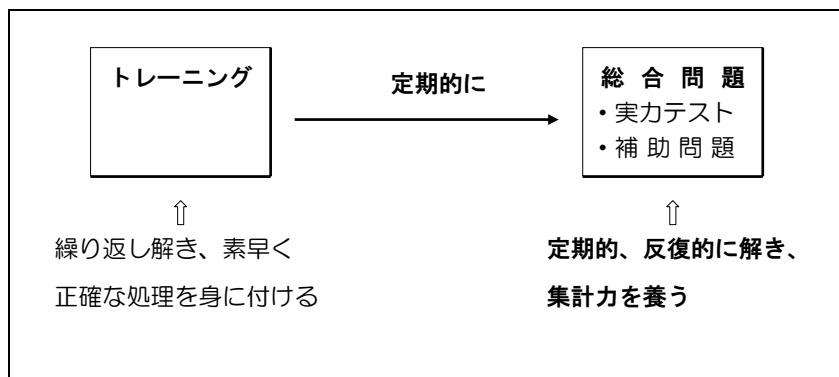 トレーニング
定期的に
総合問題
・実力テスト
・補助問題
⇧
繰り返し解き、素早く
正確な処理を身に付ける
⇧
定期的、反復的に解き、
集計力を養う